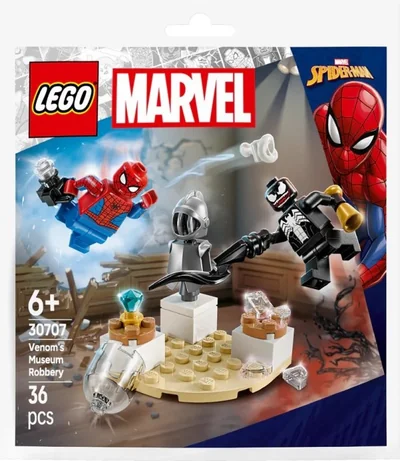 LEGO
MARVEL
MARVEL
SPIDER-MAN
6+
30707
Venom's
Museum
Robbery
36
pcs